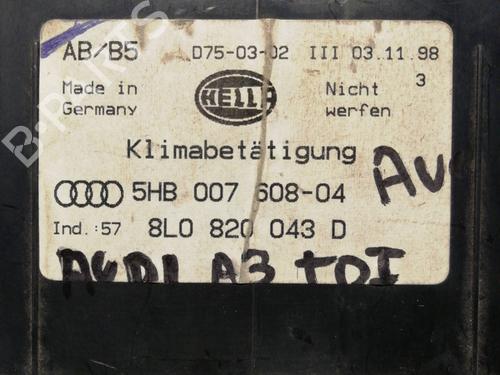 AB/B5 D75-03-02 III 03.11.98
Made in Germany
HELLA
Nicht werfen
3
Klimabetätigung
5HB 007 608-04
Ind.:57 8L0 820 043 D
AUDI A3 TDI
B-PARTS